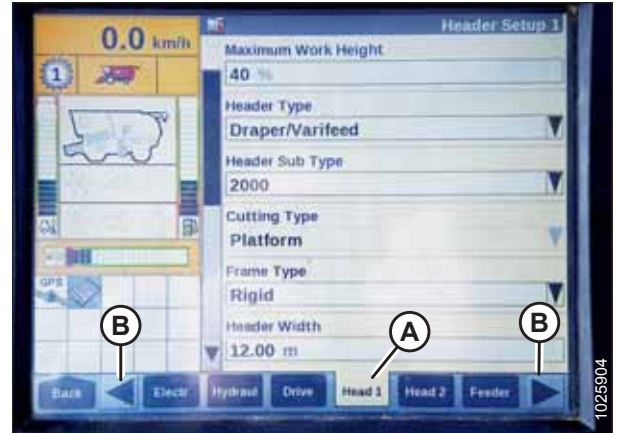 0.0 km/h
Header Setup 1
1
Maximum Work Height
40 %
Header Type
Draper/Varifeed
Header Sub Type
2000
Cutting Type
Platform
Frame Type
Rigid
Header Width
12.00 m
GPS
B
A
B
Back
Electr
Hydraul
Drive
Head 1
Head 2
Feeder
1025904